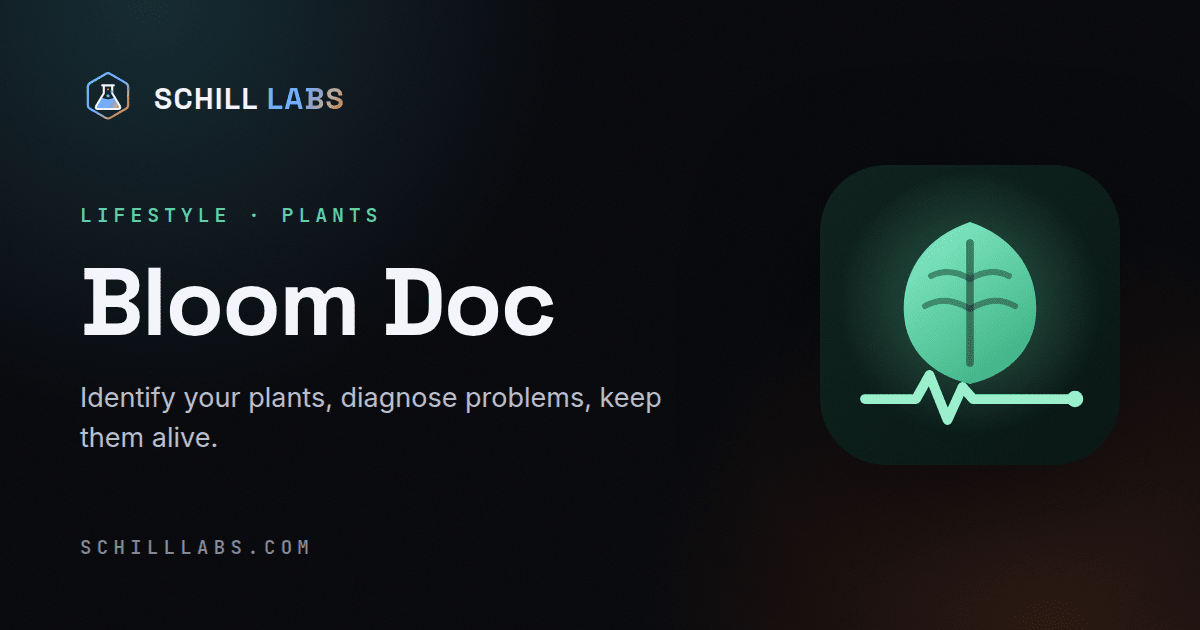 SCHILL LABS
LIFESTYLE · PLANTS
Bloom Doc
Identify your plants, diagnose problems, keep
them alive.
SCHILLLABS.COM